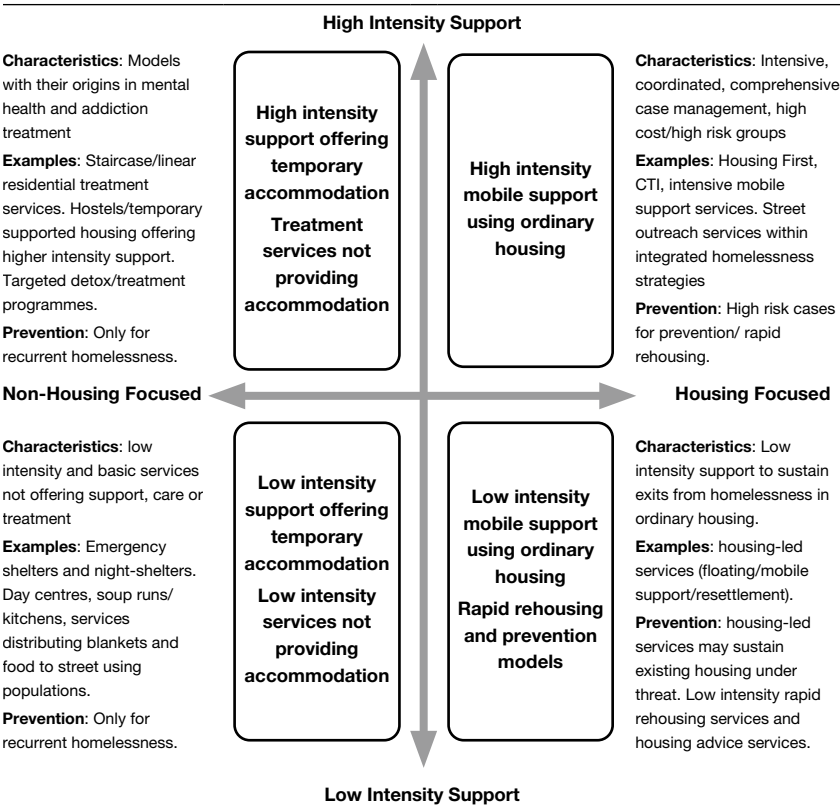 High Intensity Support
Characteristics: Models
with their origins in mental
health and addiction
treatment
Examples: Staircase/linear
residential treatment
services. Hostels/temporary
supported housing offering
higher intensity support.
Targeted detox/treatment
programmes.
Prevention: Only for
recurrent homelessness.
High intensity
support offering
temporary
accommodation
Treatment
services not
providing
accommodation
High intensity
mobile support
using ordinary
housing
Characteristics: Intensive,
coordinated, comprehensive
case management, high
cost/high risk groups
Examples: Housing First,
CTI, intensive mobile
support services. Street
outreach services within
integrated homelessness
strategies
Prevention: High risk cases
for prevention/ rapid
rehousing.
Non-Housing Focused
Housing Focused
Characteristics: low
intensity and basic services
not offering support, care or
treatment
Examples: Emergency
shelters and night-shelters.
Day centres, soup runs/
kitchens, services
distributing blankets and
food to street using
populations.
Prevention: Only for
recurrent homelessness.
Low intensity
support offering
temporary
accommodation
Low intensity
services not
providing
accommodation
Low intensity
mobile support
using ordinary
housing
Rapid rehousing
and prevention
models
Characteristics: Low
intensity support to sustain
exits from homelessness in
ordinary housing.
Examples: housing-led
services (floating/mobile
support/resettlement).
Prevention: housing-led
services may sustain
existing housing under
threat. Low intensity rapid
rehousing services and
housing advice services.
Low Intensity Support